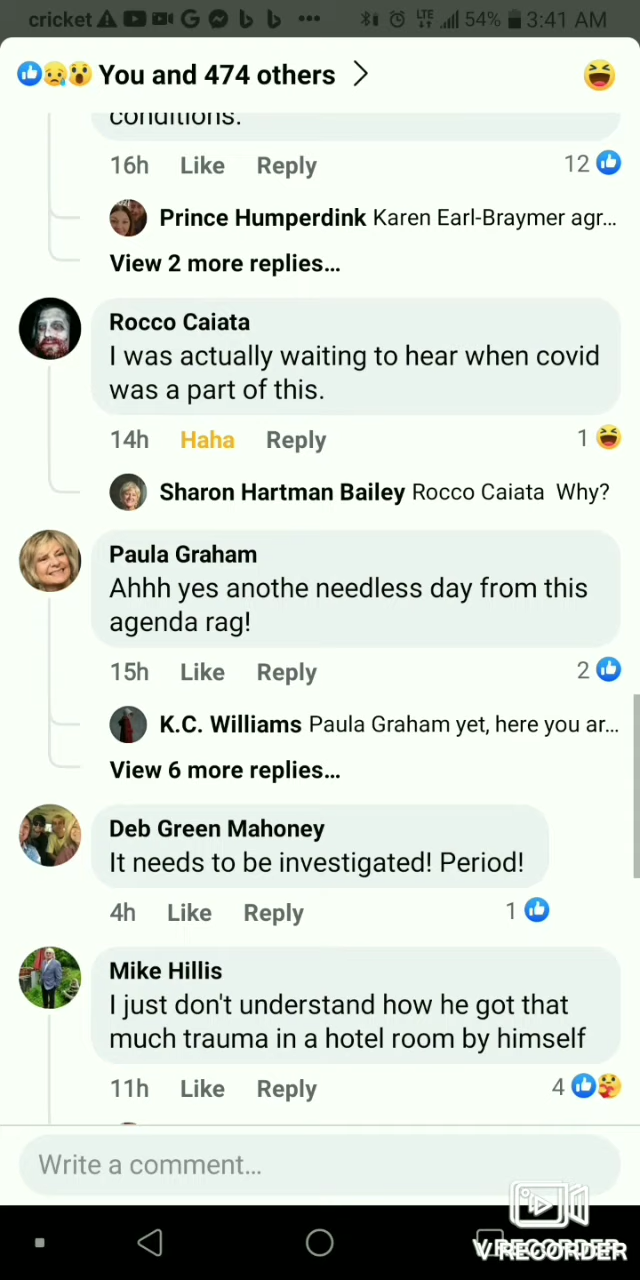 cricket G b b ... LTE 54% 3:41 AM
You and 474 others >
conditions.
16h Like Reply 12
Prince Humperdink Karen Earl-Braymer agr...
View 2 more replies...
Rocco Caiata
I was actually waiting to hear when covid
was a part of this.
14h Haha Reply 1
Sharon Hartman Bailey Rocco Caiata Why?
Paula Graham
Ahhh yes anothe needless day from this
agenda rag!
15h Like Reply 2
K.C. Williams Paula Graham yet, here you ar...
View 6 more replies...
Deb Green Mahoney
It needs to be investigated! Period!
4h Like Reply 1
Mike Hillis
I just don't understand how he got that
much trauma in a hotel room by himself
11h Like Reply 4
Write a comment...
V.RECORDER